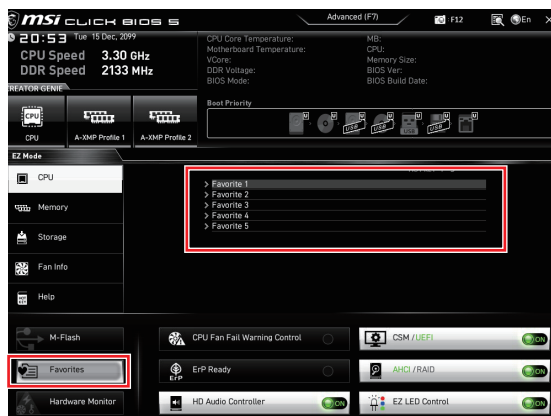 msi CLICK BIOS 5
Advanced (F7)
: F12
En
X
20:53 Tue 15 Dec, 2099
CPU Speed 3.30 GHz
DDR Speed 2133 MHz
CPU Core Temperature:
Motherboard Temperature:
VCore:
DDR Voltage:
BIOS Mode:
MB:
CPU:
Memory Size:
BIOS Ver:
BIOS Build Date:
CREATOR GENIE
CPU
A-XMP Profile 1
A-XMP Profile 2
Boot Priority
U U U U U U
USB USB USB USB
EZ Mode
CPU
Memory
Storage
Fan Info
Help
> Favorite 1
> Favorite 2
> Favorite 3
> Favorite 4
> Favorite 5
M-Flash
Favorites
Hardware Monitor
CPU Fan Fail Warning Control
ErP
ErP Ready
HD Audio Controller
ON
CSM /UEFI
ON
AHCI /RAID
ON
EZ LED Control
ON